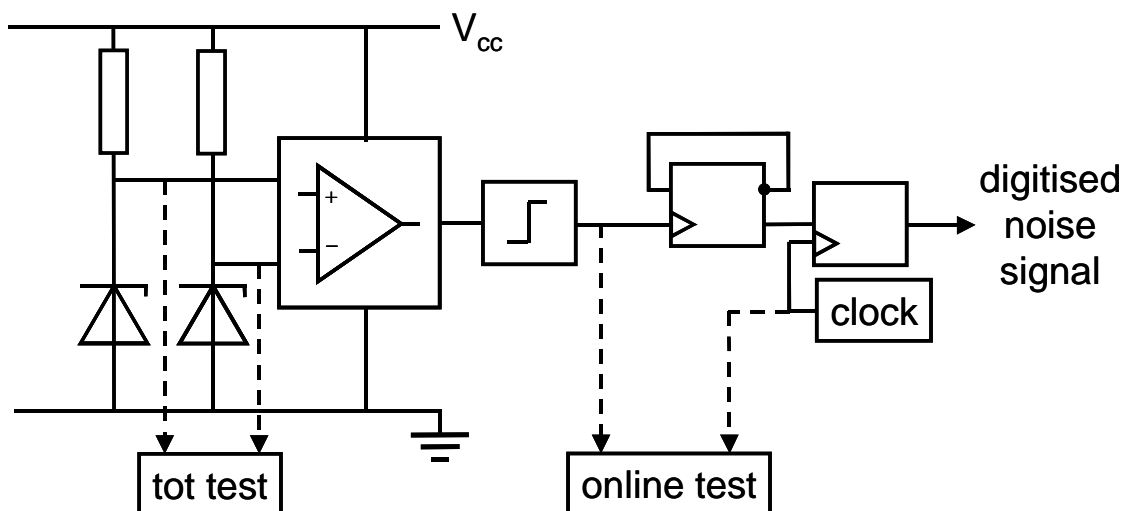 Vcc
+
−
digitised
noise
signal
clock
tot test
online test